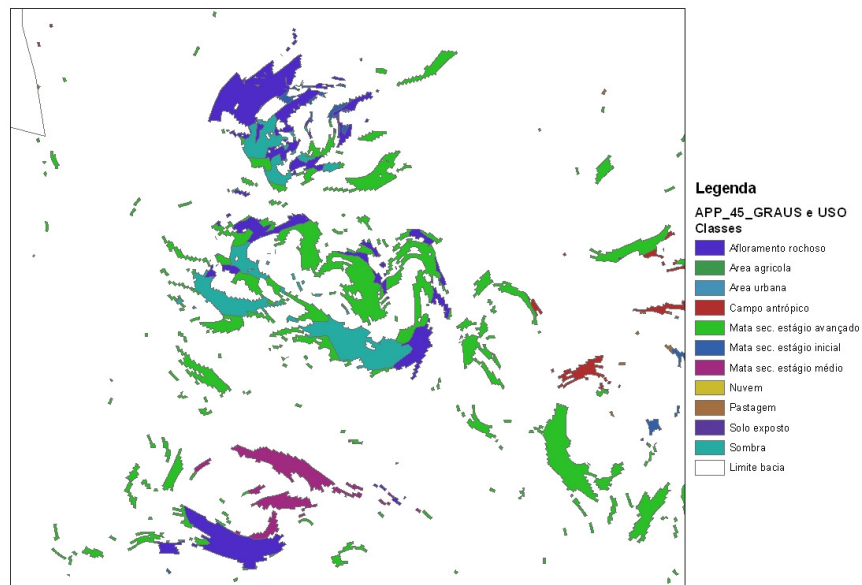 Legenda
APP_45_GRAUS e USO
Classes
Afloramento rochoso
Area agricola
Area urbana
Campo antrópico
Mata sec. estágio avançado
Mata sec. estágio inicial
Mata sec. estágio médio
Nuvem
Pastagem
Solo exposto
Sombra
Limite bacia